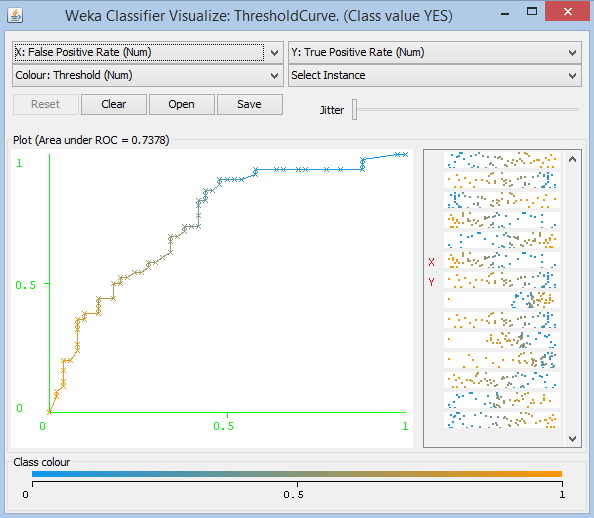 Weka Classifier Visualize: ThresholdCurve. (Class value YES)
X: False Positive Rate (Num) Y: True Positive Rate (Num)
Colour: Threshold (Num) Select Instance
Reset Clear Open Save Jitter
Plot (Area under ROC = 0.7378)
1
X
Y
0.5
0
0 0.5 1
Class colour
0 0.5 1